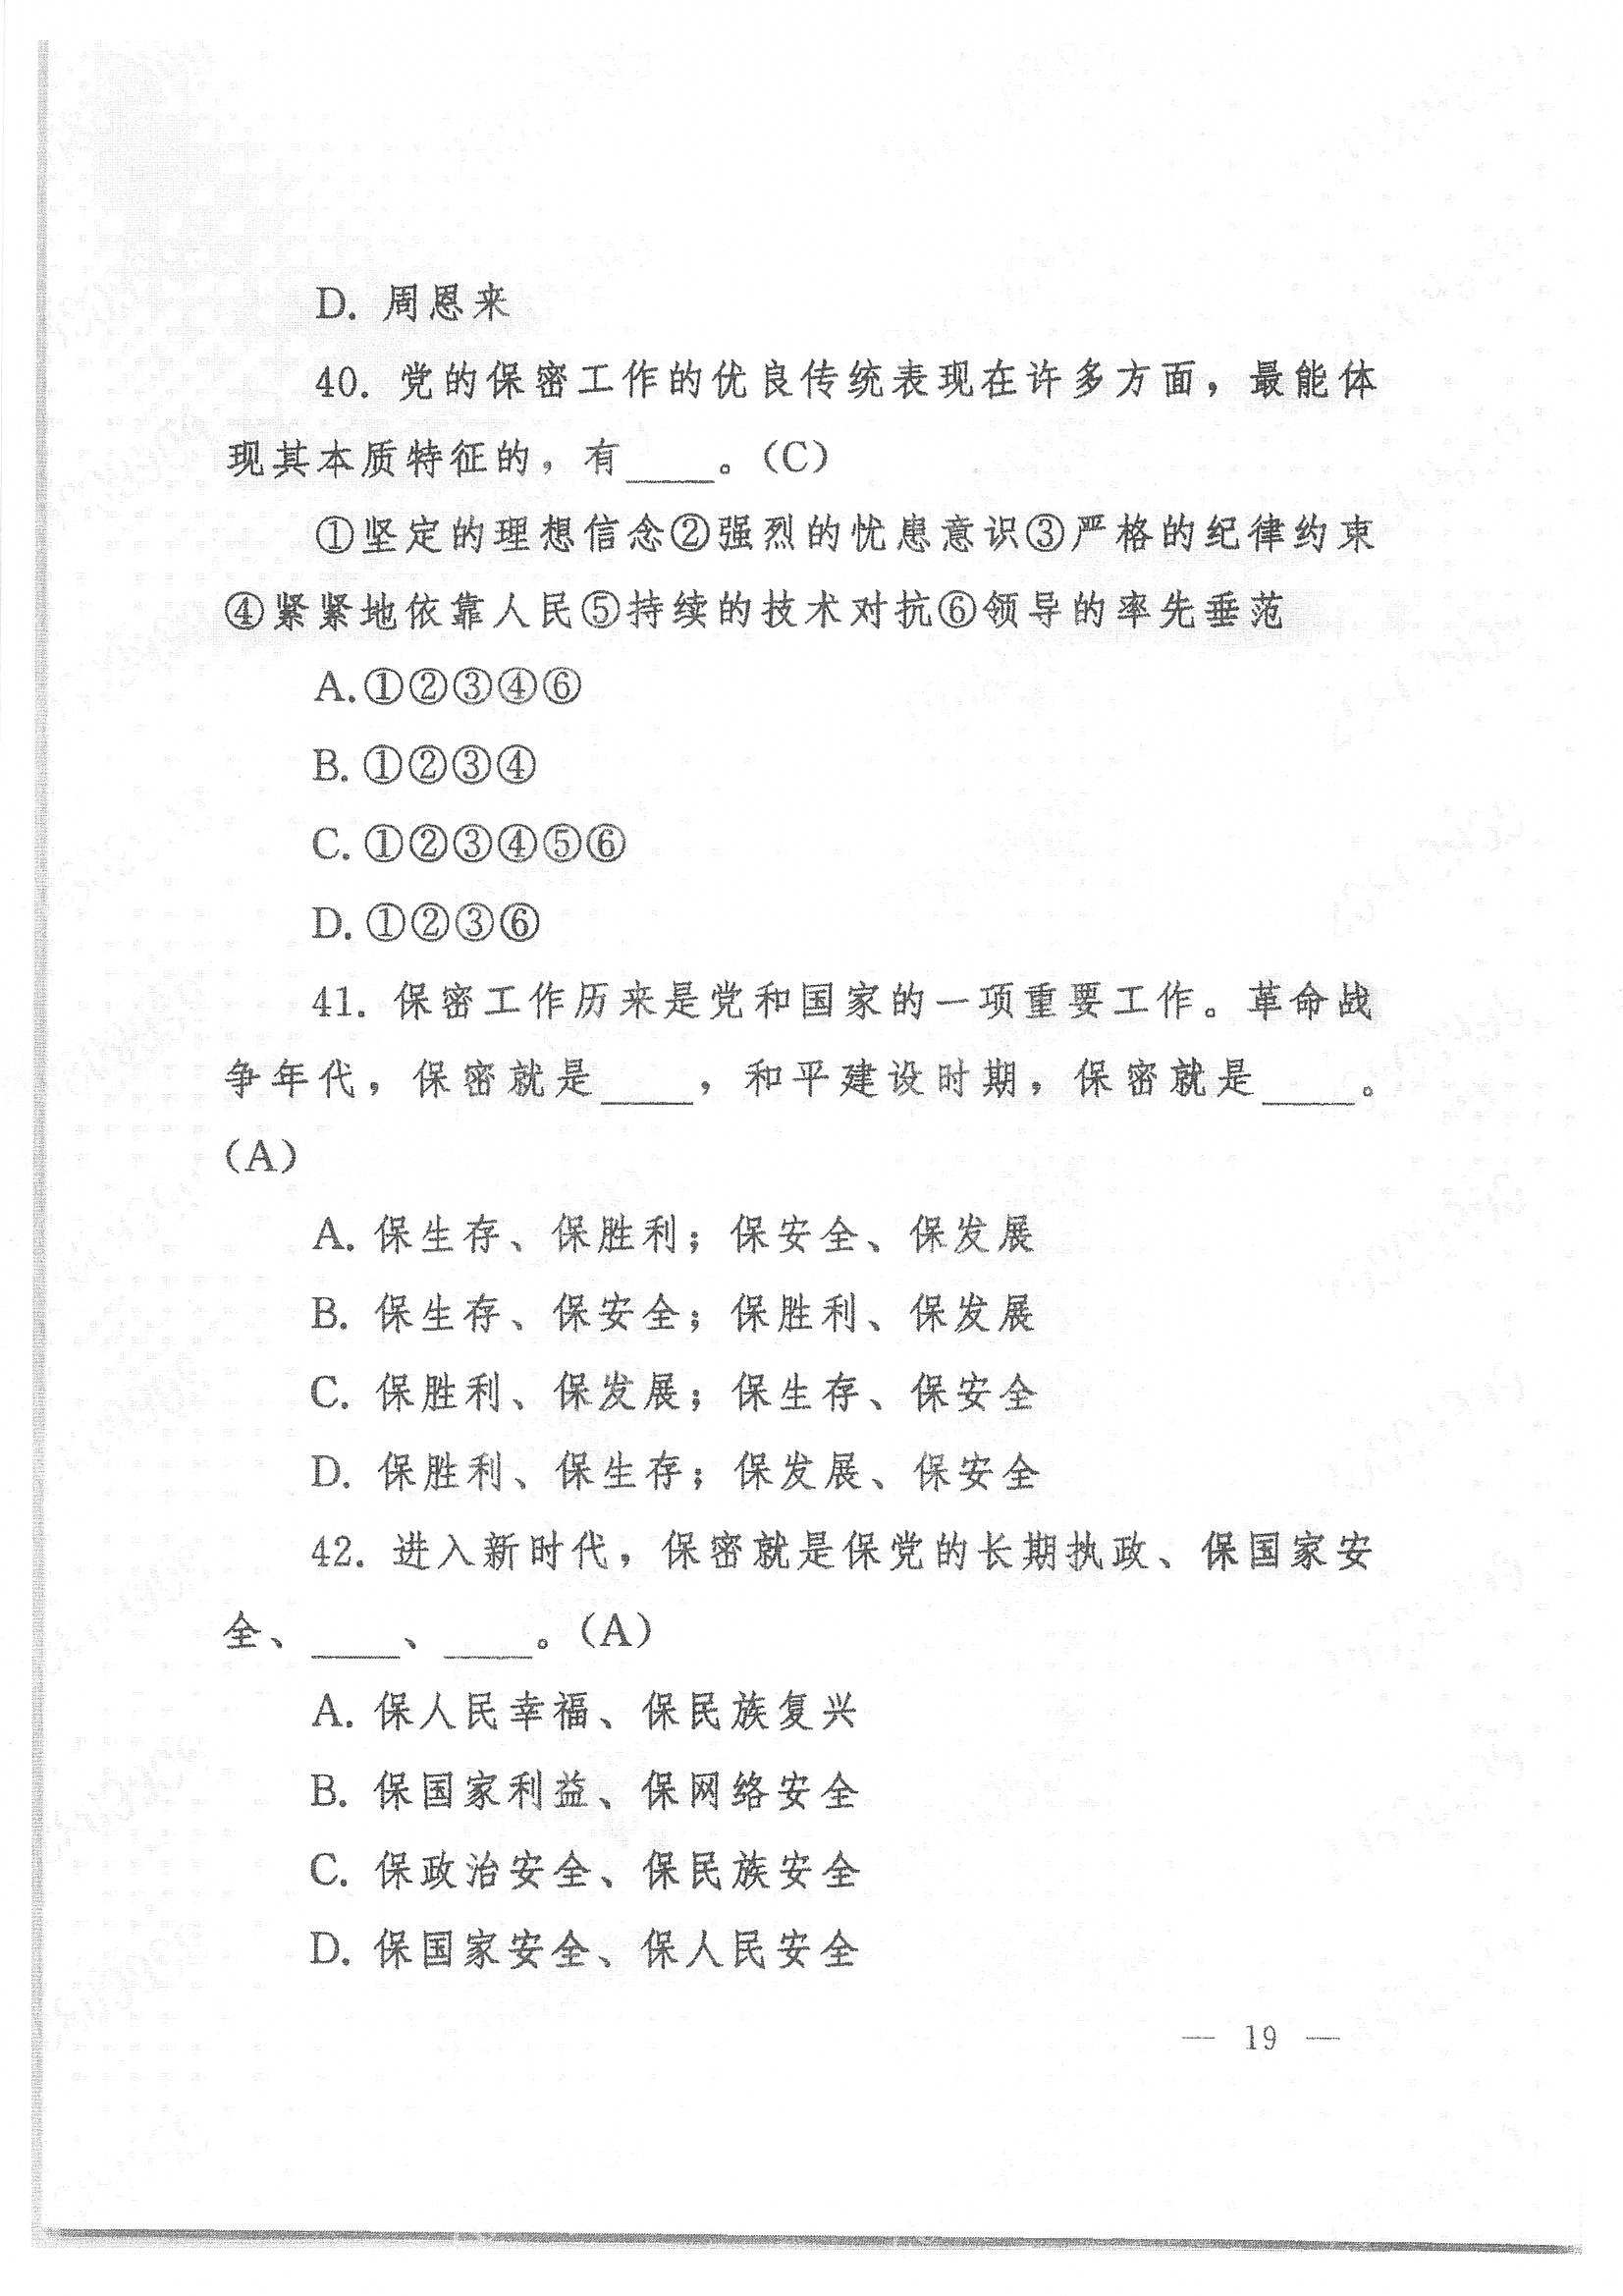 D. 周恩来
40. 党的保密工作的优良传统表现在许多方面，最能体
现其本质特征的，有____。（C）
①坚定的理想信念②强烈的忧患意识③严格的纪律约束
④紧紧地依靠人民⑤持续的技术对抗⑥领导的率先垂范
A.①②③④⑥
B. ①②③④
C. ①②③④⑤⑥
D. ①②③⑥
41. 保密工作历来是党和国家的一项重要工作。革命战
争年代，保密就是____，和平建设时期，保密就是____。
（A）
A. 保生存、保胜利；保安全、保发展
B. 保生存、保安全；保胜利、保发展
C. 保胜利、保发展；保生存、保安全
D. 保胜利、保生存；保发展、保安全
42. 进入新时代，保密就是保党的长期执政、保国家安
全、____、____。（A）
A. 保人民幸福、保民族复兴
B. 保国家利益、保网络安全
C. 保政治安全、保民族安全
D. 保国家安全、保人民安全
— 19 —